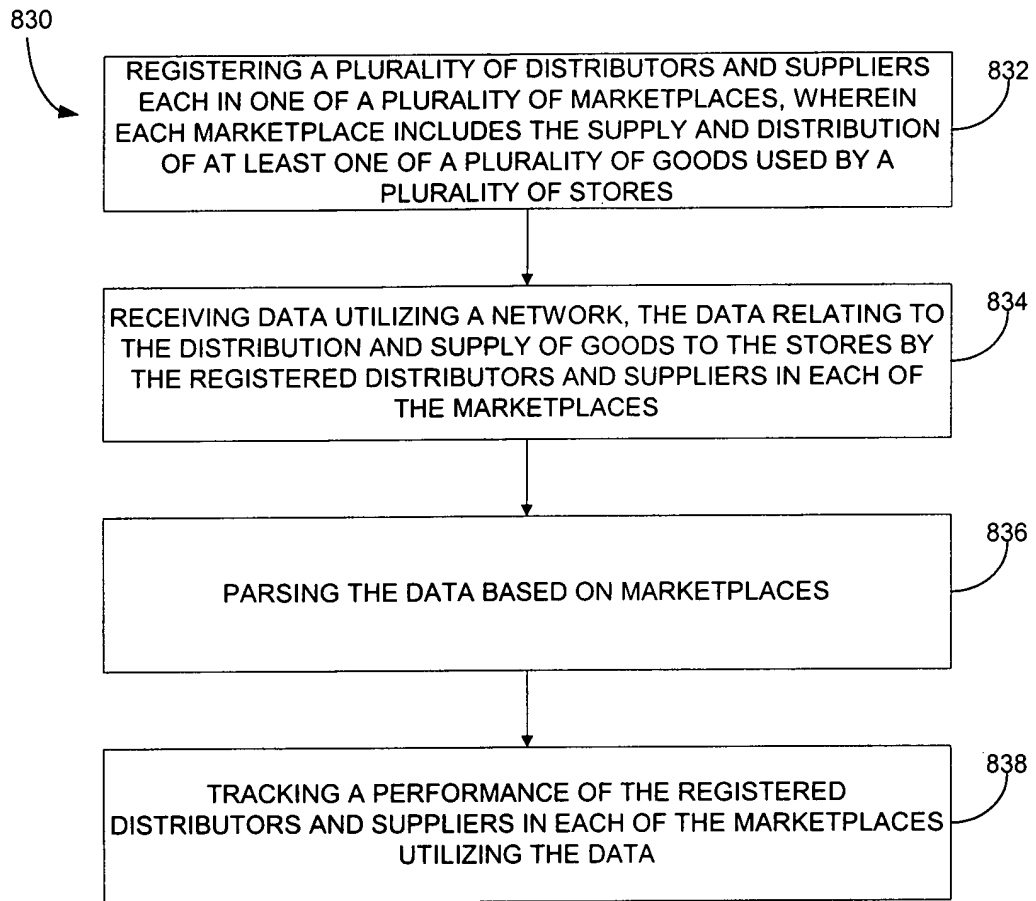 830
REGISTERING A PLURALITY OF DISTRIBUTORS AND SUPPLIERS
EACH IN ONE OF A PLURALITY OF MARKETPLACES, WHEREIN
EACH MARKETPLACE INCLUDES THE SUPPLY AND DISTRIBUTION
OF AT LEAST ONE OF A PLURALITY OF GOODS USED BY A
PLURALITY OF STORES
832
RECEIVING DATA UTILIZING A NETWORK, THE DATA RELATING TO
THE DISTRIBUTION AND SUPPLY OF GOODS TO THE STORES BY
THE REGISTERED DISTRIBUTORS AND SUPPLIERS IN EACH OF
THE MARKETPLACES
834
PARSING THE DATA BASED ON MARKETPLACES
836
TRACKING A PERFORMANCE OF THE REGISTERED
DISTRIBUTORS AND SUPPLIERS IN EACH OF THE MARKETPLACES
UTILIZING THE DATA
838